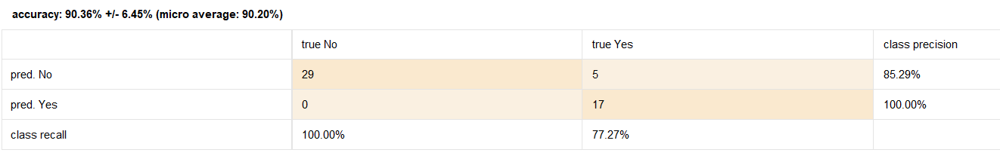 accuracy: 90.36% +/- 6.45% (micro average: 90.20%)
true No true Yes class precision
pred. No 29 5 85.29%
pred. Yes 0 17 100.00%
class recall 100.00% 77.27%